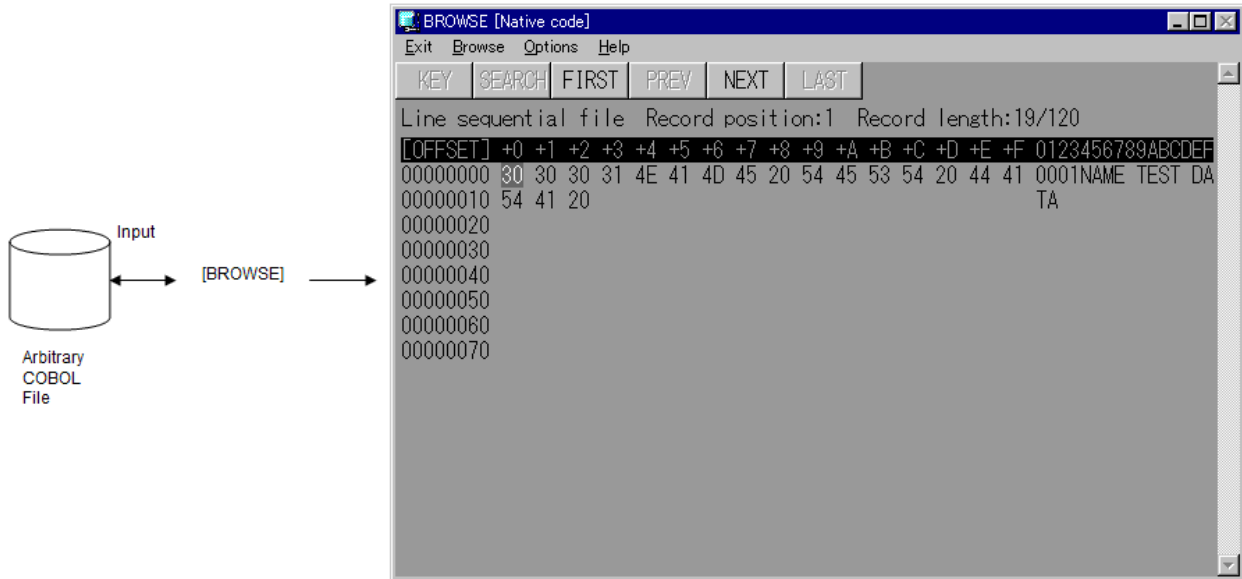 Input
[BROWSE]
Arbitrary
COBOL
File
BROWSE [Native code]
Exit Browse Options Help
KEY SEARCH FIRST PREV NEXT LAST
Line sequential file Record position:1 Record length:19/120
[OFFSET] +0 +1 +2 +3 +4 +5 +6 +7 +8 +9 +A +B +C +D +E +F 0123456789ABCDEF
00000000 30 30 30 31 4E 41 4D 45 20 54 45 53 54 20 44 41 0001NAME TEST DA
00000010 54 41 20 TA
00000020
00000030
00000040
00000050
00000060
00000070